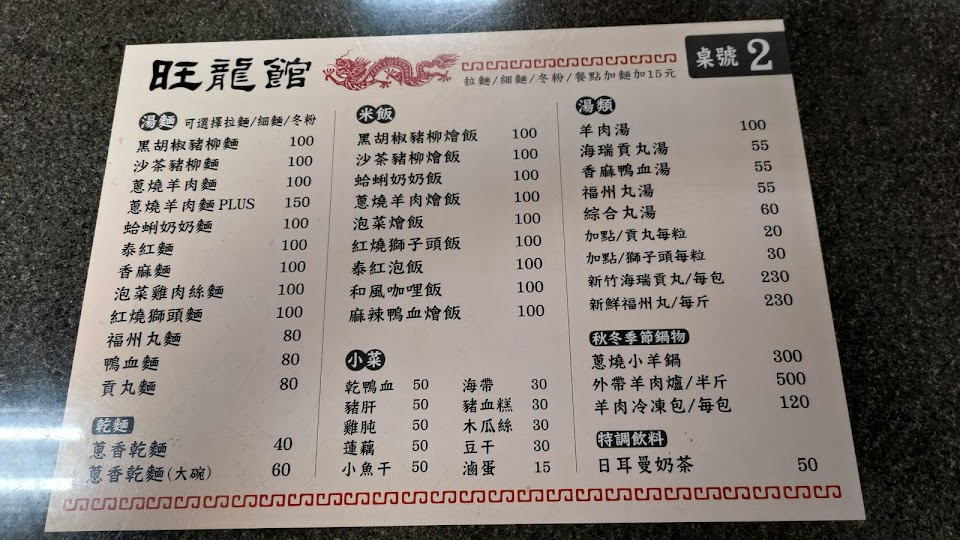 旺龍館
拉麵/細麵/冬粉/餐點加麵加15元
桌號 2
湯麵 可選擇拉麵/細麵/冬粉
黑胡椒豬柳麵 100
沙茶豬柳麵 100
蔥燒羊肉麵 100
蔥燒羊肉麵PLUS 150
蛤蜊奶奶麵 100
泰紅麵 100
香麻麵 100
泡菜雞肉絲麵 100
紅燒獅頭麵 100
福州丸麵 80
鴨血麵 80
貢丸麵 80
乾麵
蔥香乾麵 40
蔥香乾麵(大碗) 60
米飯
黑胡椒豬柳燴飯 100
沙茶豬柳燴飯 100
蛤蜊奶奶飯 100
蔥燒羊肉燴飯 100
泡菜燴飯 100
紅燒獅子頭飯 100
泰紅泡飯 100
和風咖哩飯 100
麻辣鴨血燴飯 100
小菜
乾鴨血 50 海帶 30
豬肝 50 豬血糕 30
雞肫 50 木瓜絲 30
蓮藕 50 豆干 30
小魚干 50 滷蛋 15
湯類
羊肉湯 100
海瑞貢丸湯 55
香麻鴨血湯 55
福州丸湯 55
綜合丸湯 60
加點/貢丸每粒 20
加點/獅子頭每粒 30
新竹海瑞貢丸/每包 230
新鮮福州丸/每斤 230
秋冬季節鍋物
蔥燒小羊鍋 300
外帶羊肉爐/半斤 500
羊肉冷凍包/每包 120
特調飲料
日耳曼奶茶 50